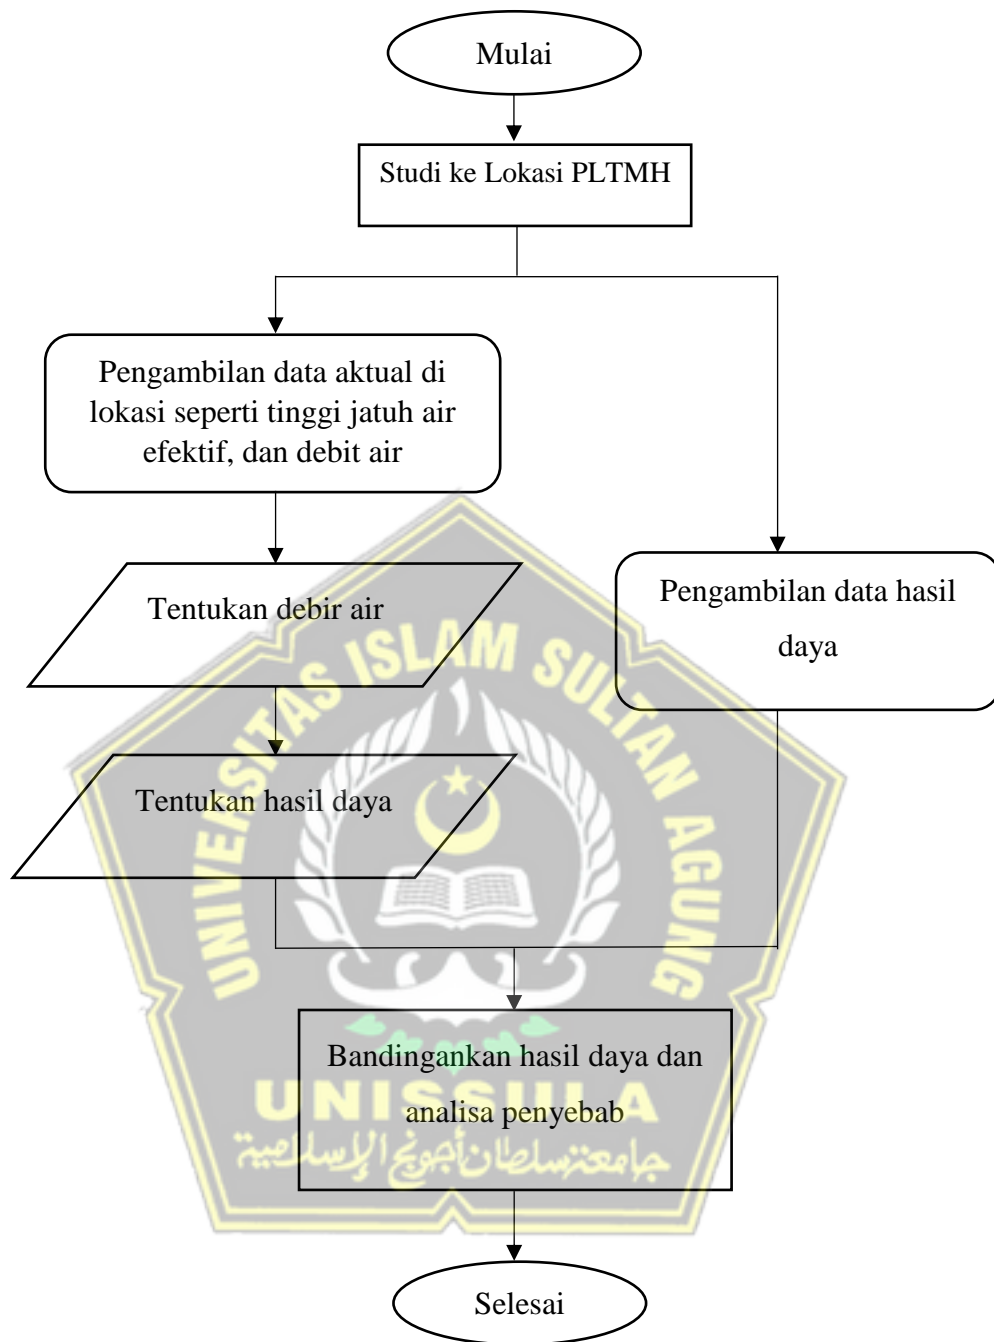 Mulai
Studi ke Lokasi PLTMH
Pengambilan data aktual di
lokasi seperti tinggi jatuh air
efektif, dan debit air
Tentukan debir air
Pengambilan data hasil
daya
Tentukan hasil daya
UNIVERSITAS ISLAM SULTAN AGUNG
Bandingankan hasil daya dan
analisa penyebab
UNISSULA
جامعتنسلطان أجونج الإسلامية
Selesai